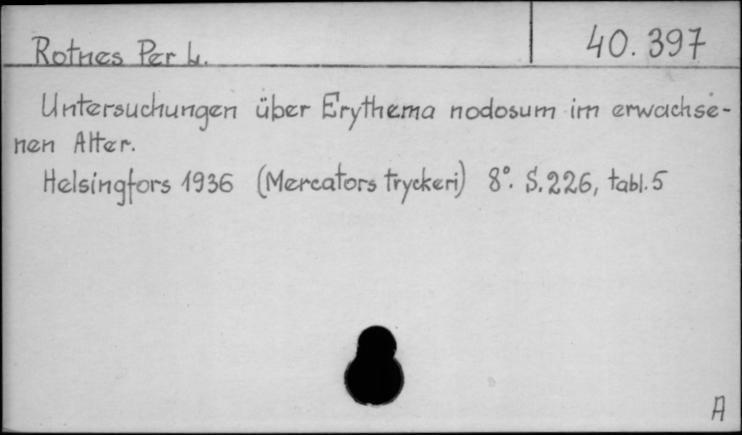 Rotnes Per L.
40.397
Untersuchungen über Erythema nodosum im erwachse-
nen Alter.
Helsingfors 1936 (Mercators tryckeri) 8°. S.226, tabl.5
A